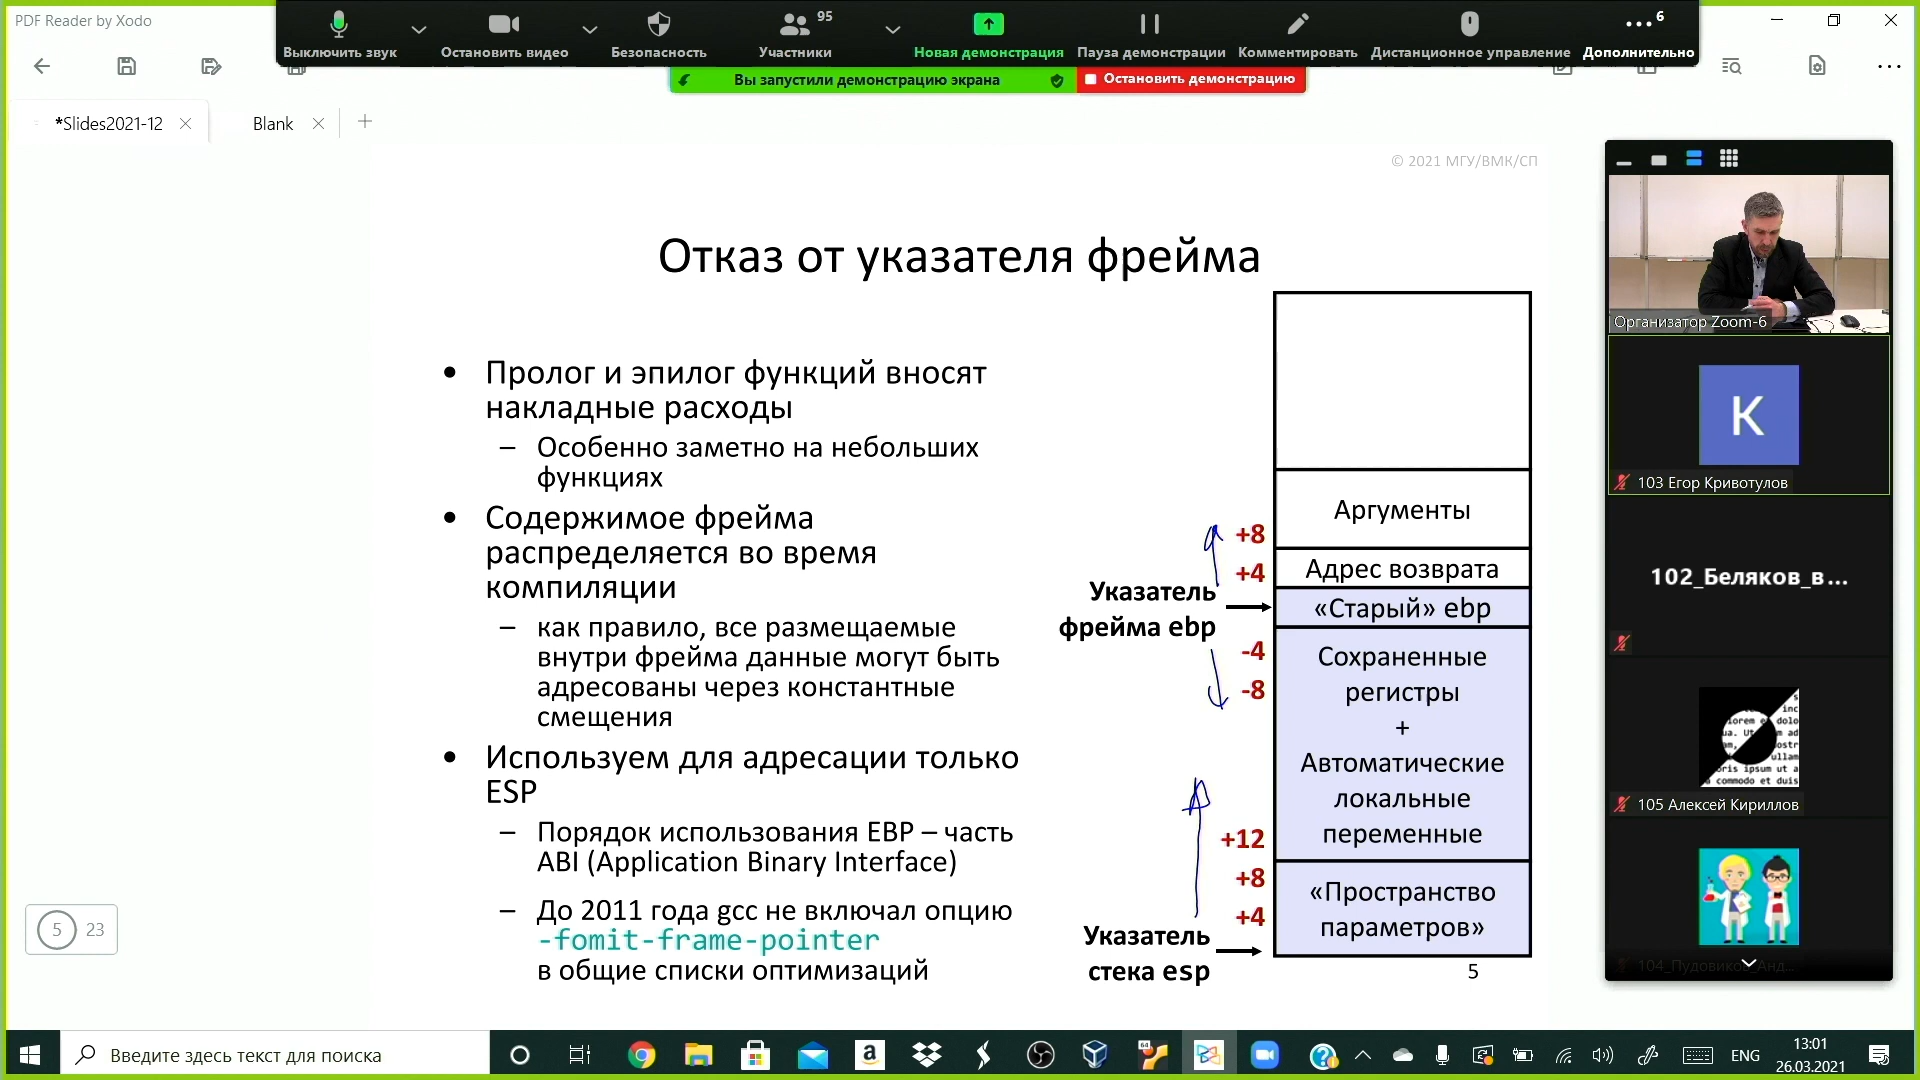 PDF Reader by Xodo
Выключить звук
Остановить видео
Безопасность
95
Участники
Новая демонстрация
Пауза демонстрации
Комментировать
Дистанционное управление
6
Дополнительно
Вы запустили демонстрацию экрана
Остановить демонстрацию
*Slides2021-12
Blank
© 2021 МГУ/ВМК/СП
Отказ от указателя фрейма
• Пролог и эпилог функций вносят
накладные расходы
– Особенно заметно на небольших
функциях
• Содержимое фрейма
распределяется во время
компиляции
– как правило, все размещаемые
внутри фрейма данные могут быть
адресованы через константные
смещения
• Используем для адресации только
ESP
– Порядок использования EBP – часть
ABI (Application Binary Interface)
– До 2011 года gcc не включал опцию
-fomit-frame-pointer
в общие списки оптимизаций
Аргументы
+8
+4
Адрес возврата
Указатель
фрейма ebp
«Старый» ebp
-4
-8
Сохраненные
регистры
+
Автоматические
локальные
переменные
+12
+8
+4
«Пространство
параметров»
Указатель
стека esp
5
5 23
Организатор Zoom-6
K
103 Егор Кривотулов
102_Беляков_в...
105 Алексей Кириллов
104_Пудовиков_Анд...
Введите здесь текст для поиска
64
ENG
13:01
26.03.2021